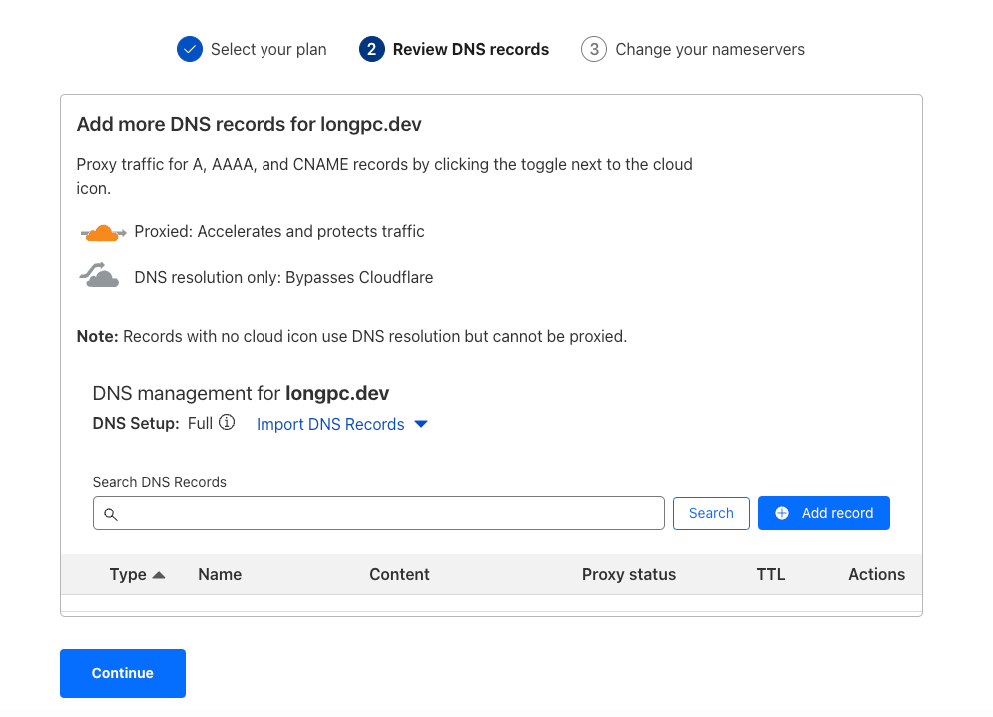 Select your plan
2 Review DNS records
3 Change your nameservers
Add more DNS records for longpc.dev
Proxy traffic for A, AAAA, and CNAME records by clicking the toggle next to the cloud
icon.
Proxied: Accelerates and protects traffic
DNS resolution only: Bypasses Cloudflare
Note: Records with no cloud icon use DNS resolution but cannot be proxied.
DNS management for longpc.dev
DNS Setup: Full Import DNS Records
Search DNS Records
Search Add record
Type Name Content Proxy status TTL Actions
Continue